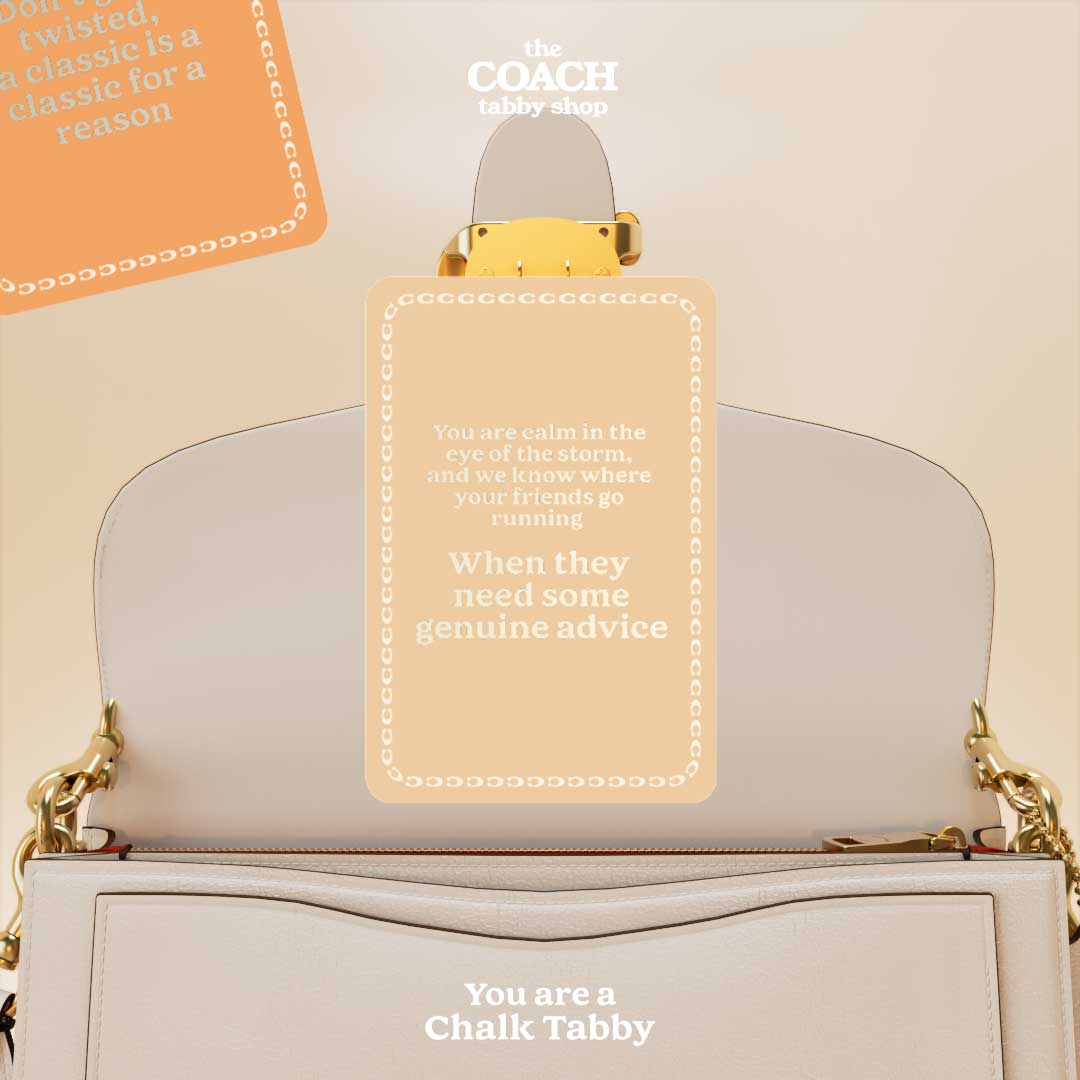 twisted,
a classic is a
classic for a
reason
the
COACH
tabby shop
You are calm in the
eye of the storm,
and we know where
your friends go
running
When they
need some
genuine advice
You are a
Chalk Tabby